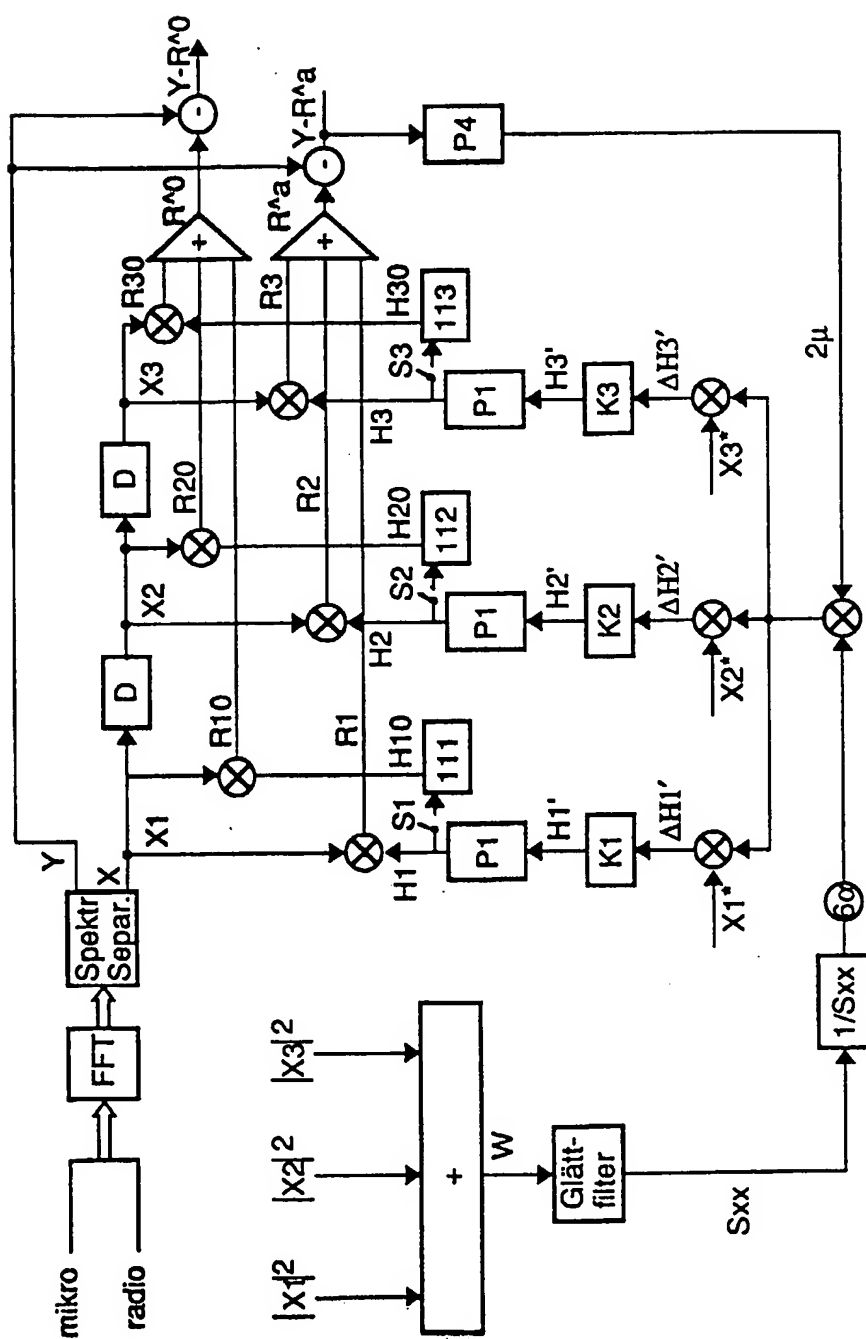 mikro
radio
FFT
Spektr
Separ.
Y
X
X1
D
X2
D
X3
R10
R20
R30
R^0
Y-R^0
-
+
R1
R2
R3
R^a
Y-R^a
-
+
H10
H20
H30
111
112
113
S1
S2
S3
H1
H2
H3
P1
P1
P1
P4
H1'
H2'
H3'
K1
K2
K3
ΔH1'
ΔH2'
ΔH3'
X1*
X2*
X3*
2µ
|X1|²
|X2|²
|X3|²
+
W
Glätt-
filter
Sxx
1/Sxx
6α